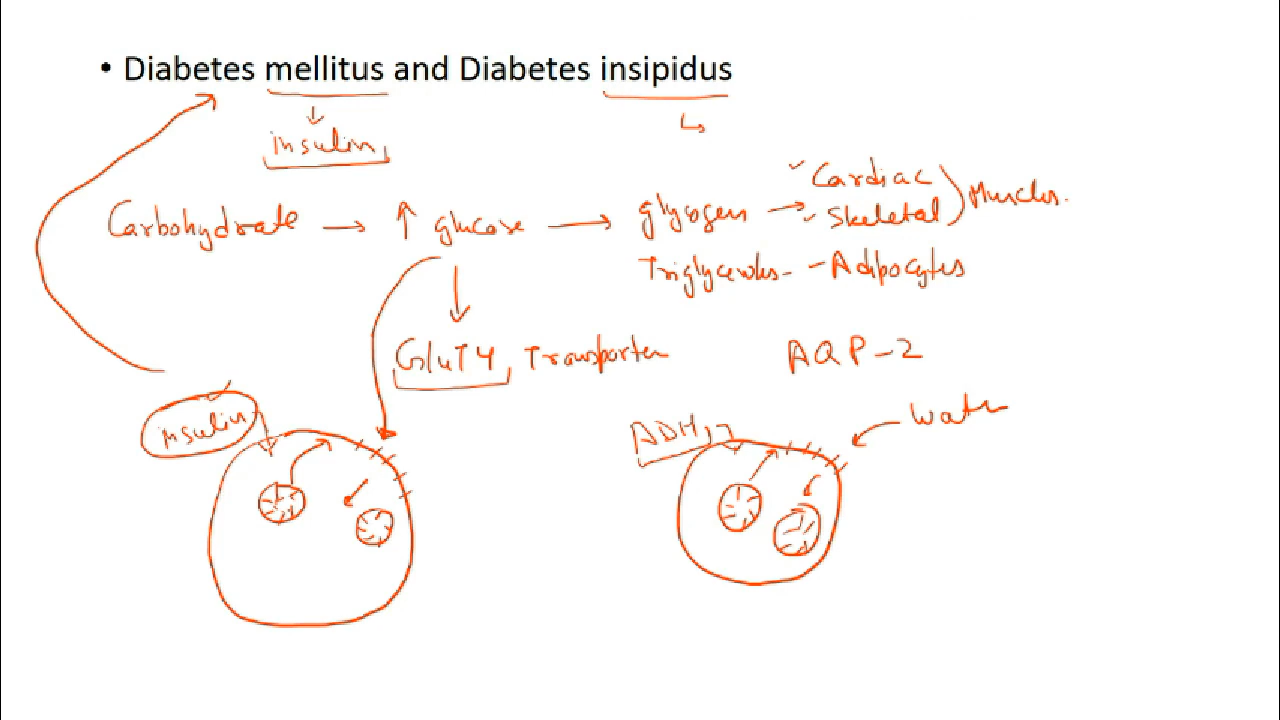 • Diabetes mellitus and Diabetes insipidus
insulin
Carbohydrate → ↑ glucose → glycogen → Cardiac
Skeletal
Muscles.
- Adipocytes
GluT4, Transporter
AQP-2
insulin
ADH,
Water